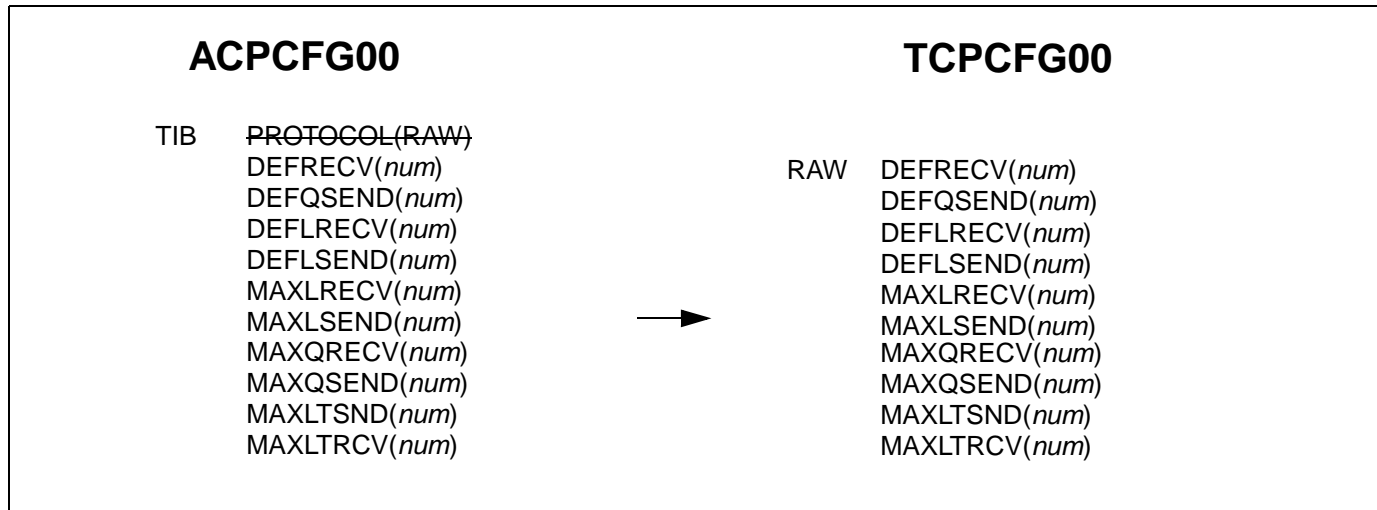 ACPCFG00
TIB PROTOCOL(RAW)
DEFRECV(num)
DEFQSEND(num)
DEFLRECV(num)
DEFLSEND(num)
MAXLRECV(num)
MAXLSEND(num)
MAXQRECV(num)
MAXQSEND(num)
MAXLTSND(num)
MAXLTRCV(num)
TCPCFG00
RAW DEFRECV(num)
DEFQSEND(num)
DEFLRECV(num)
DEFLSEND(num)
MAXLRECV(num)
MAXLSEND(num)
MAXQRECV(num)
MAXQSEND(num)
MAXLTSND(num)
MAXLTRCV(num)